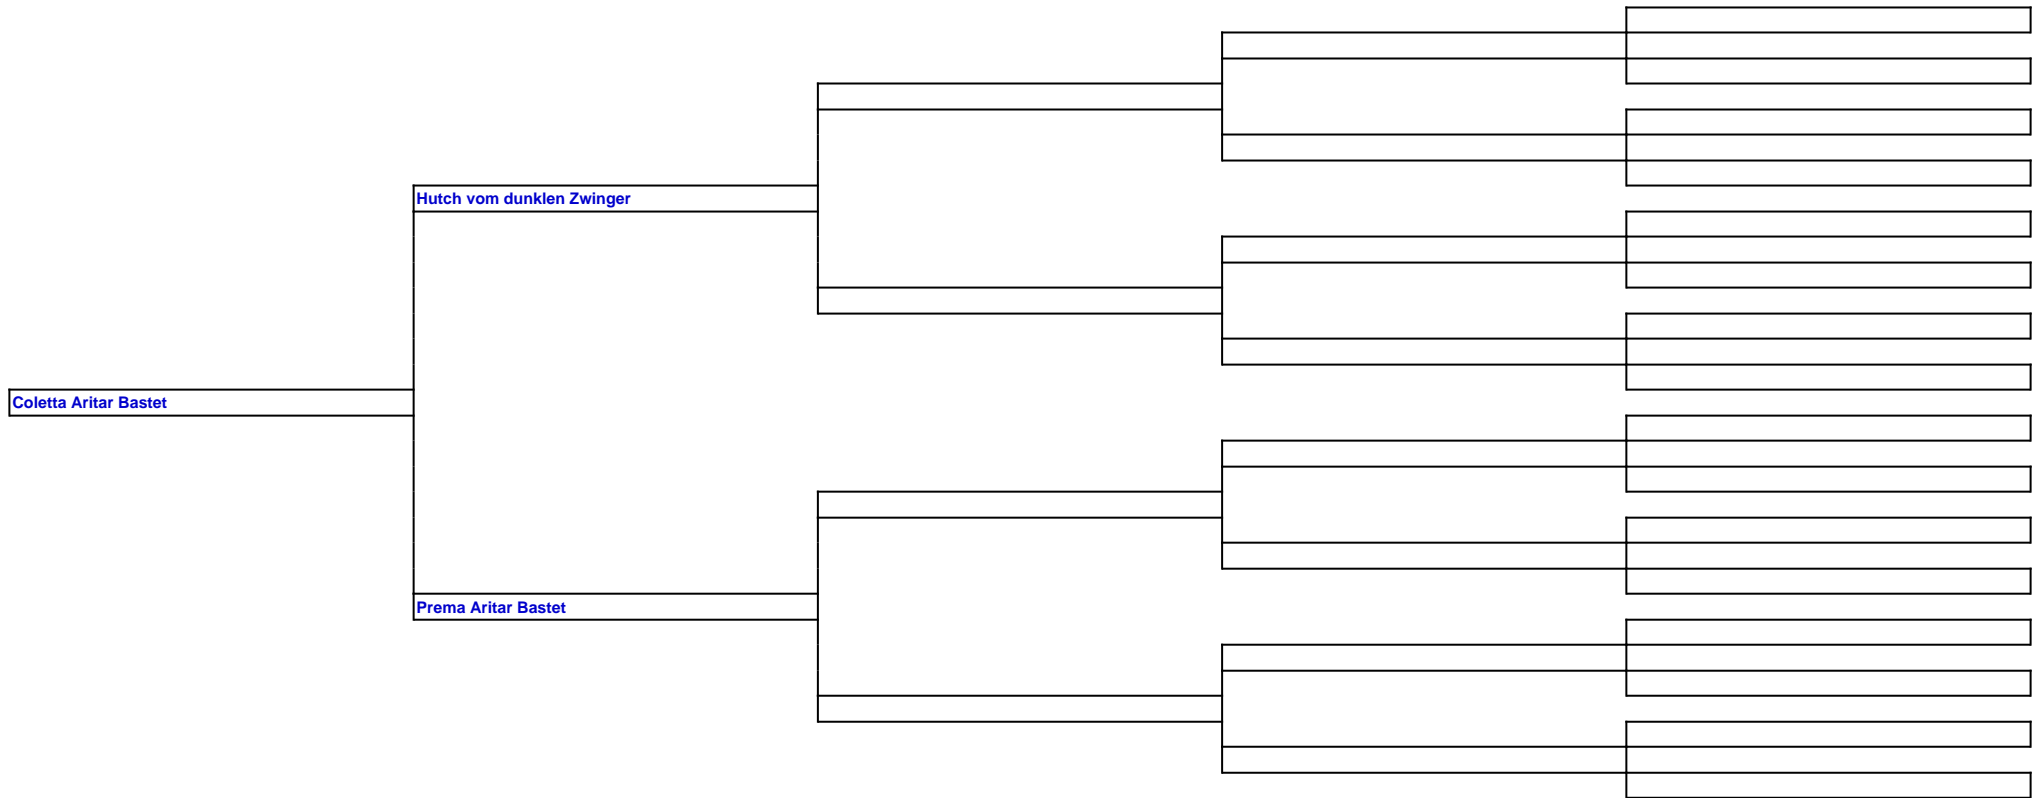 Hutch vom dunklen Zwinger
Coletta Aritar Bastet
Prema Aritar Bastet